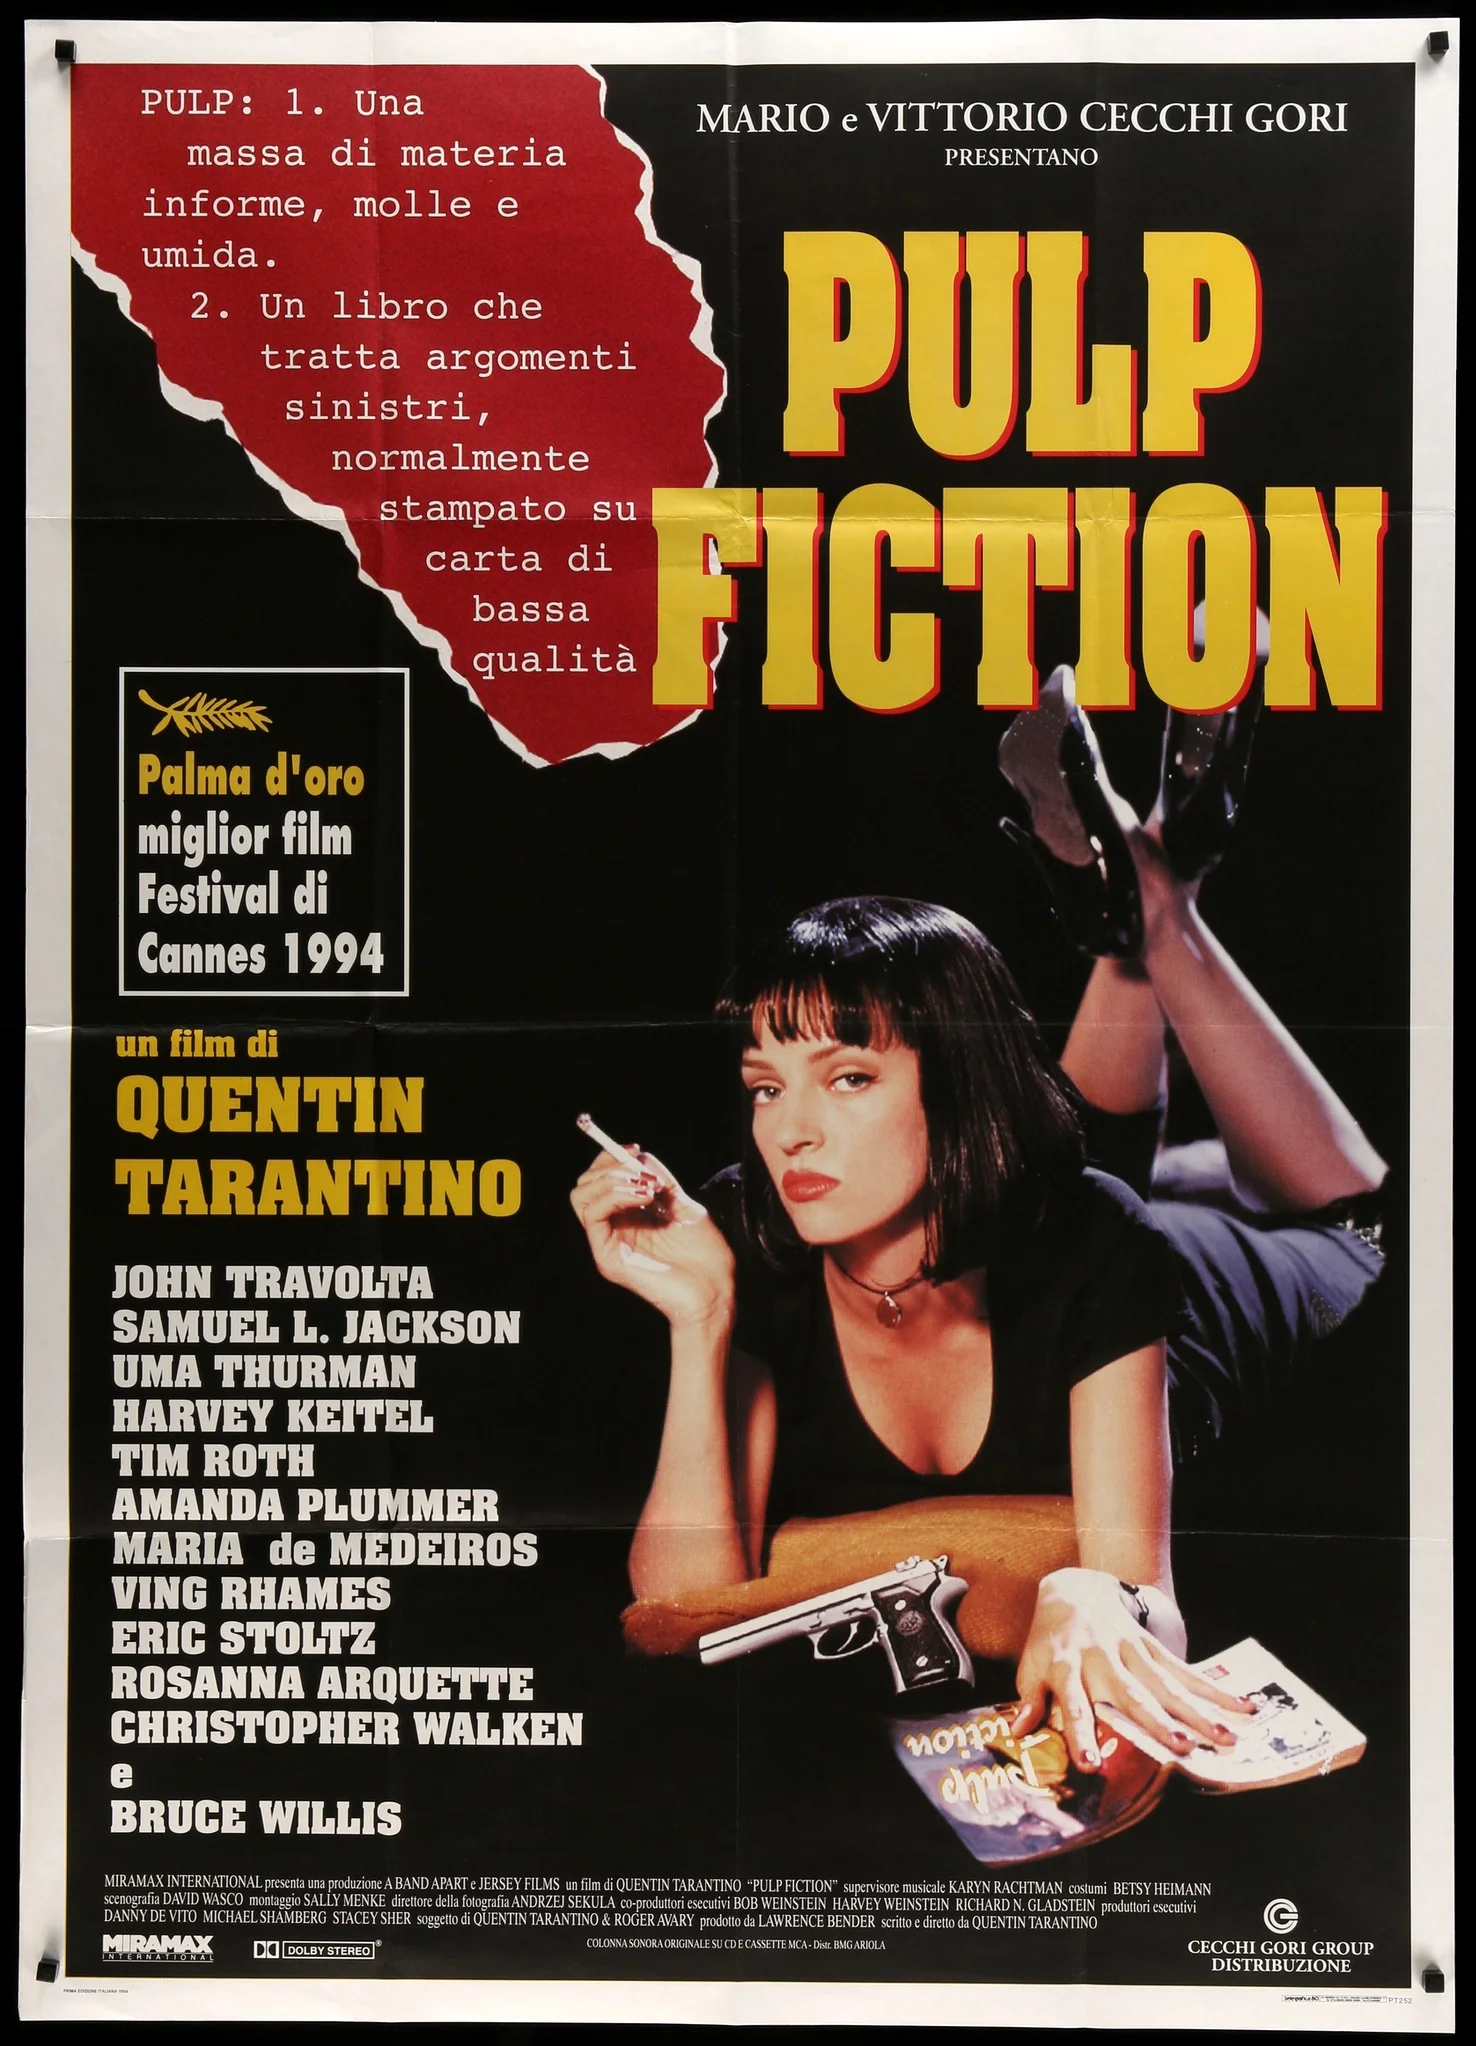 PULP: 1. Una
massa di materia
informe, molle e
umida.
2. Un libro che
tratta argomenti
sinistri,
normalmente
stampato su
carta di
bassa
qualità
MARIO e VITTORIO CECCHI GORI
PRESENTANO
PULP
FICTION
Palma d'oro
miglior film
Festival di
Cannes 1994
un film di
QUENTIN
TARANTINO
JOHN TRAVOLTA
SAMUEL L. JACKSON
UMA THURMAN
HARVEY KEITEL
TIM ROTH
AMANDA PLUMMER
MARIA de MEDEIROS
VING RHAMES
ERIC STOLTZ
ROSANNA ARQUETTE
CHRISTOPHER WALKEN
e
BRUCE WILLIS
Pulp
Fiction
MIRAMAX INTERNATIONAL presenta una produzione A BAND APART e JERSEY FILMS un film di QUENTIN TARANTINO “PULP FICTION” supervisore musicale KARYN RACHTMAN costumi BETSY HEIMANN
scenografia DAVID WASCO montaggio SALLY MENKE direttore della fotografia ANDRZEJ SEKULA co-produttori esecutivi BOB WEINSTEIN HARVEY WEINSTEIN RICHARD N. GLADSTEIN produttori esecutivi
DANNY DE VITO MICHAEL SHAMBERG STACEY SHER soggetto di QUENTIN TARANTINO & ROGER AVARY prodotto da LAWRENCE BENDER scritto e diretto da QUENTIN TARANTINO
MIRAMAX
INTERNATIONAL
DOLBY STEREO®
COLONNA SONORA ORIGINALE SU CD E CASSETTE MCA - Distr. BMG ARIOLA
CECCHI GORI GROUP
DISTRIBUZIONE
PRIMA EDIZIONE ITALIANA 1994
PT252